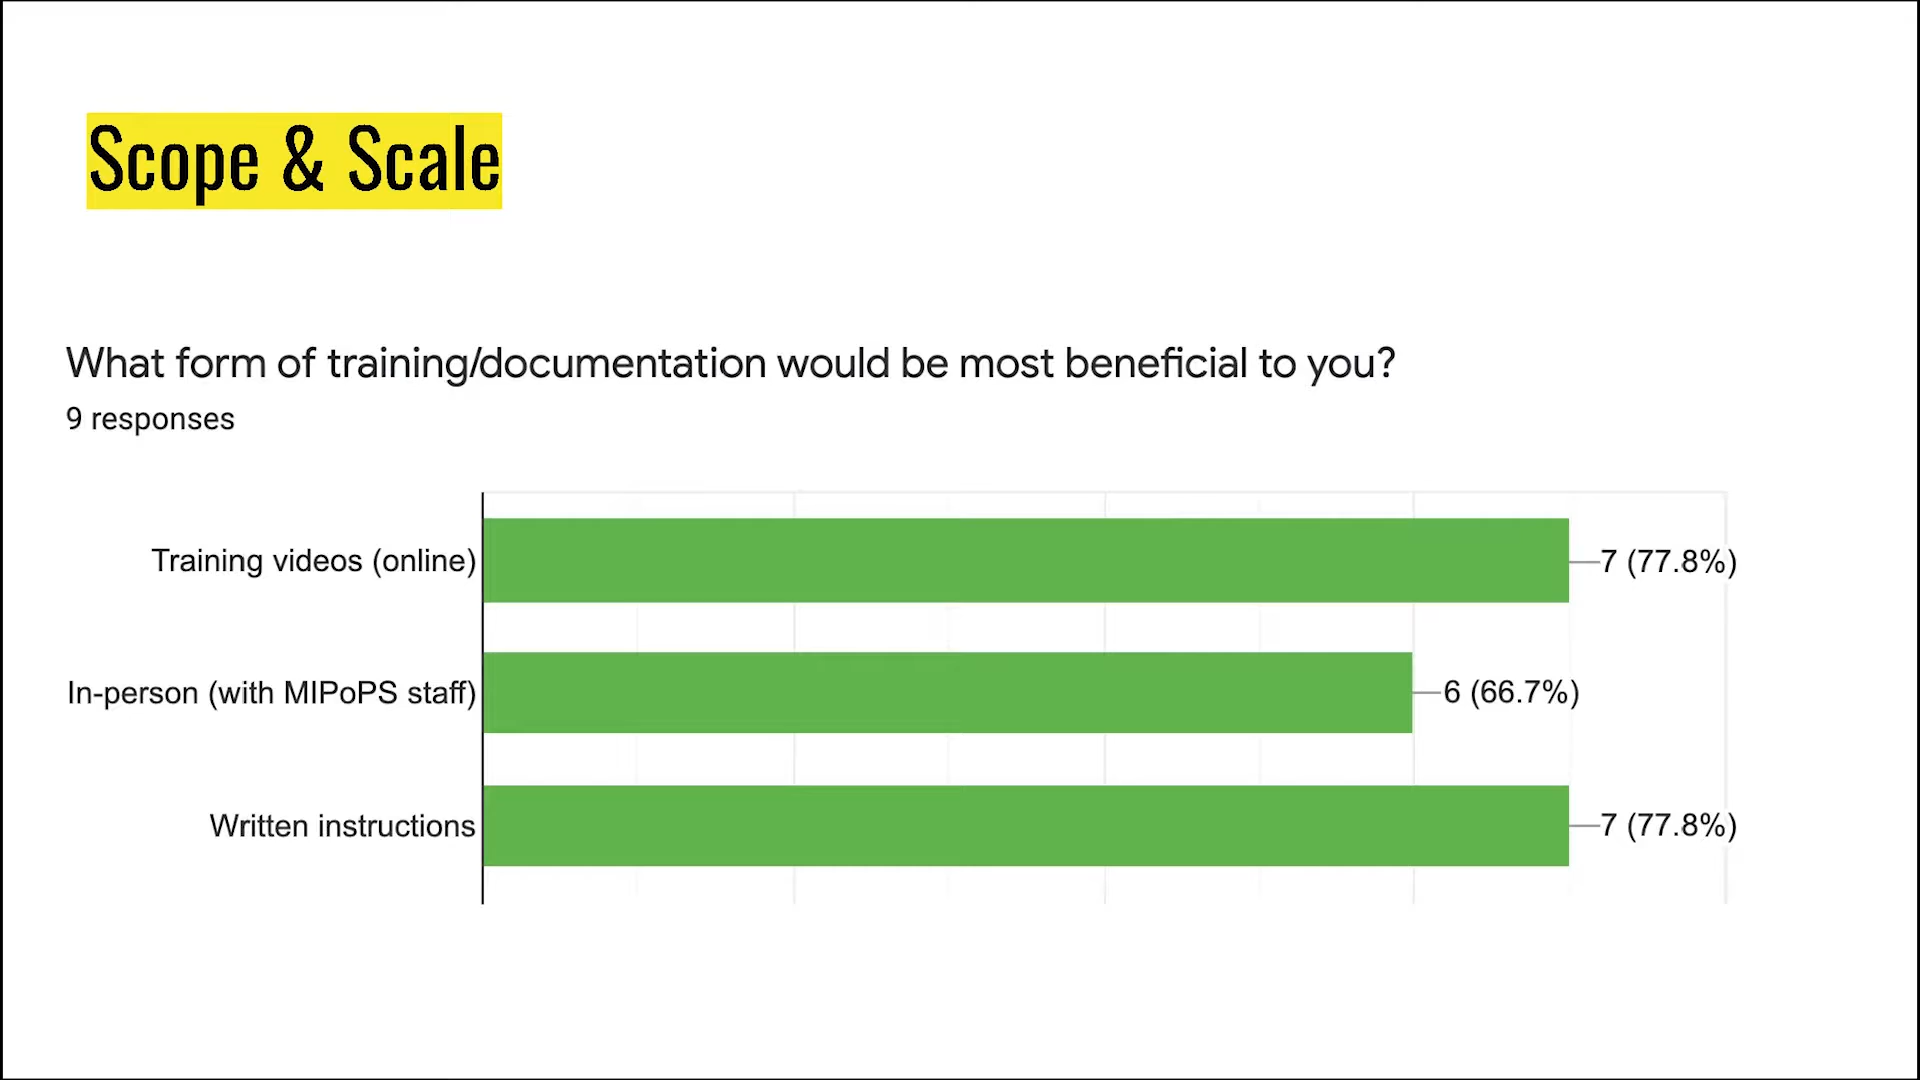 Scope & Scale
What form of training/documentation would be most beneficial to you?
9 responses
Training videos (online)
7 (77.8%)
In-person (with MIPoPS staff)
6 (66.7%)
Written instructions
7 (77.8%)